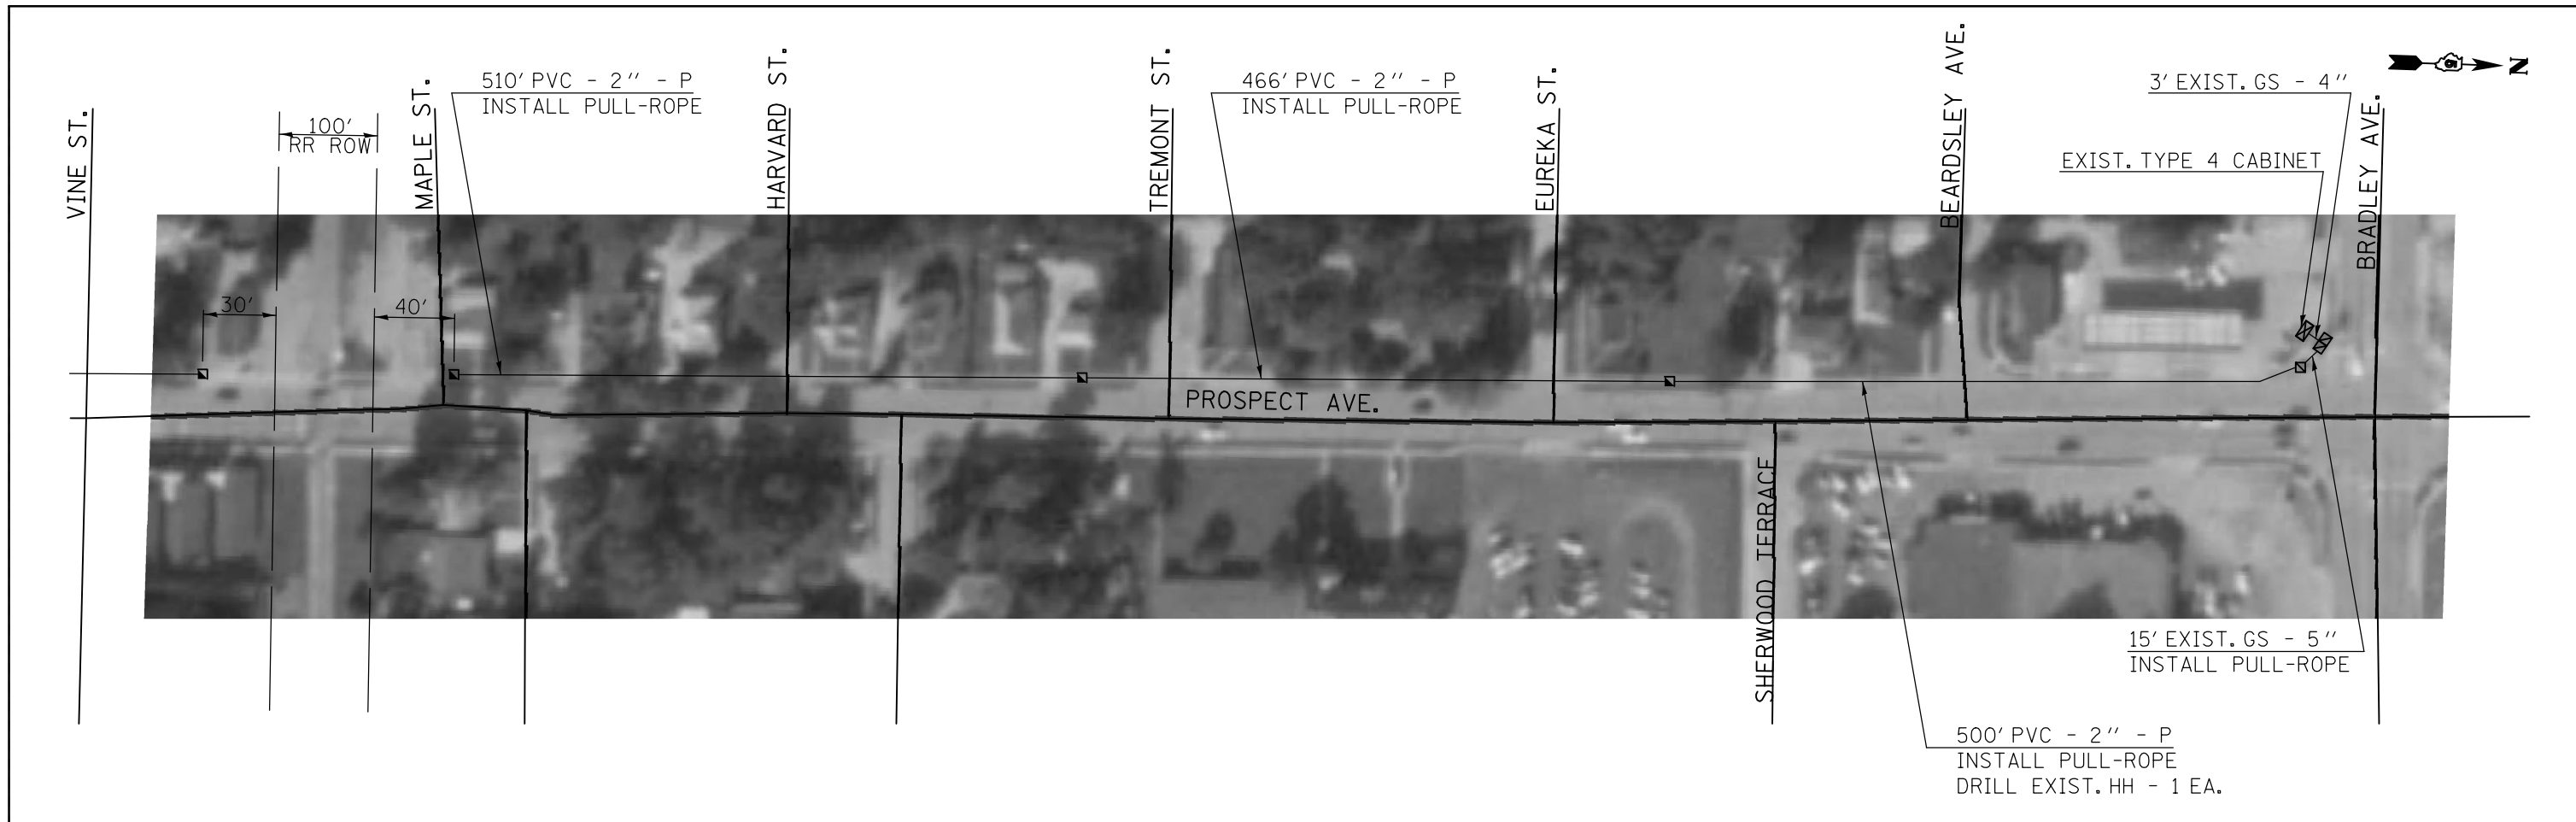 VINE ST.
100'
RR ROW
MAPLE ST.
510' PVC - 2" - P
INSTALL PULL-ROPE
HARVARD ST.
TREMONT ST.
466' PVC - 2" - P
INSTALL PULL-ROPE
EUREKA ST.
BEARDSLEY AVE.
3' EXIST. GS - 4"
EXIST. TYPE 4 CABINET
BRADLEY AVE.
N
30'
40'
PROSPECT AVE.
SHERWOOD TERRACE
15' EXIST. GS - 5"
INSTALL PULL-ROPE
500' PVC - 2" - P
INSTALL PULL-ROPE
DRILL EXIST. HH - 1 EA.